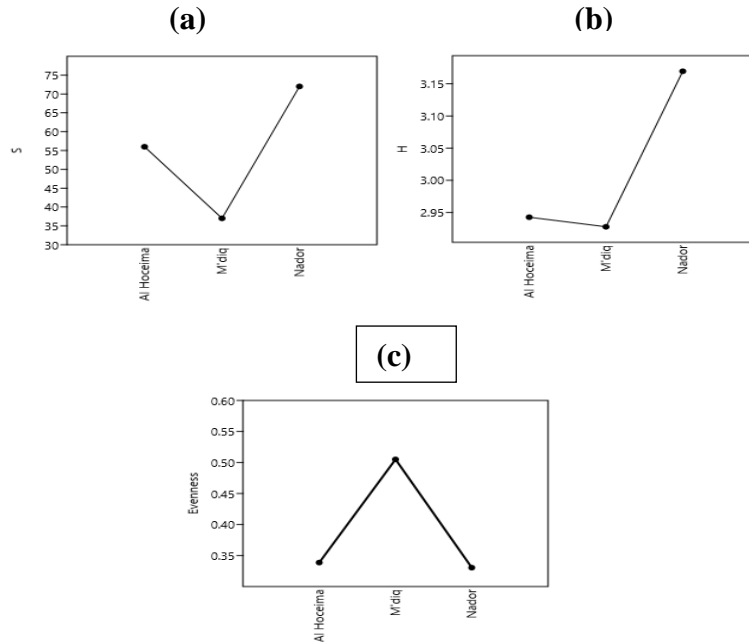 (a)
75
70
65
60
55
50
45
40
35
30
S
Al Hoceima
M'diq
Nador
(b)
3.15
3.10
3.05
3.00
2.95
H
Al Hoceima
M'diq
Nador
(c)
0.60
0.55
0.50
0.45
0.40
0.35
Evenness
Al Hoceima
M'diq
Nador